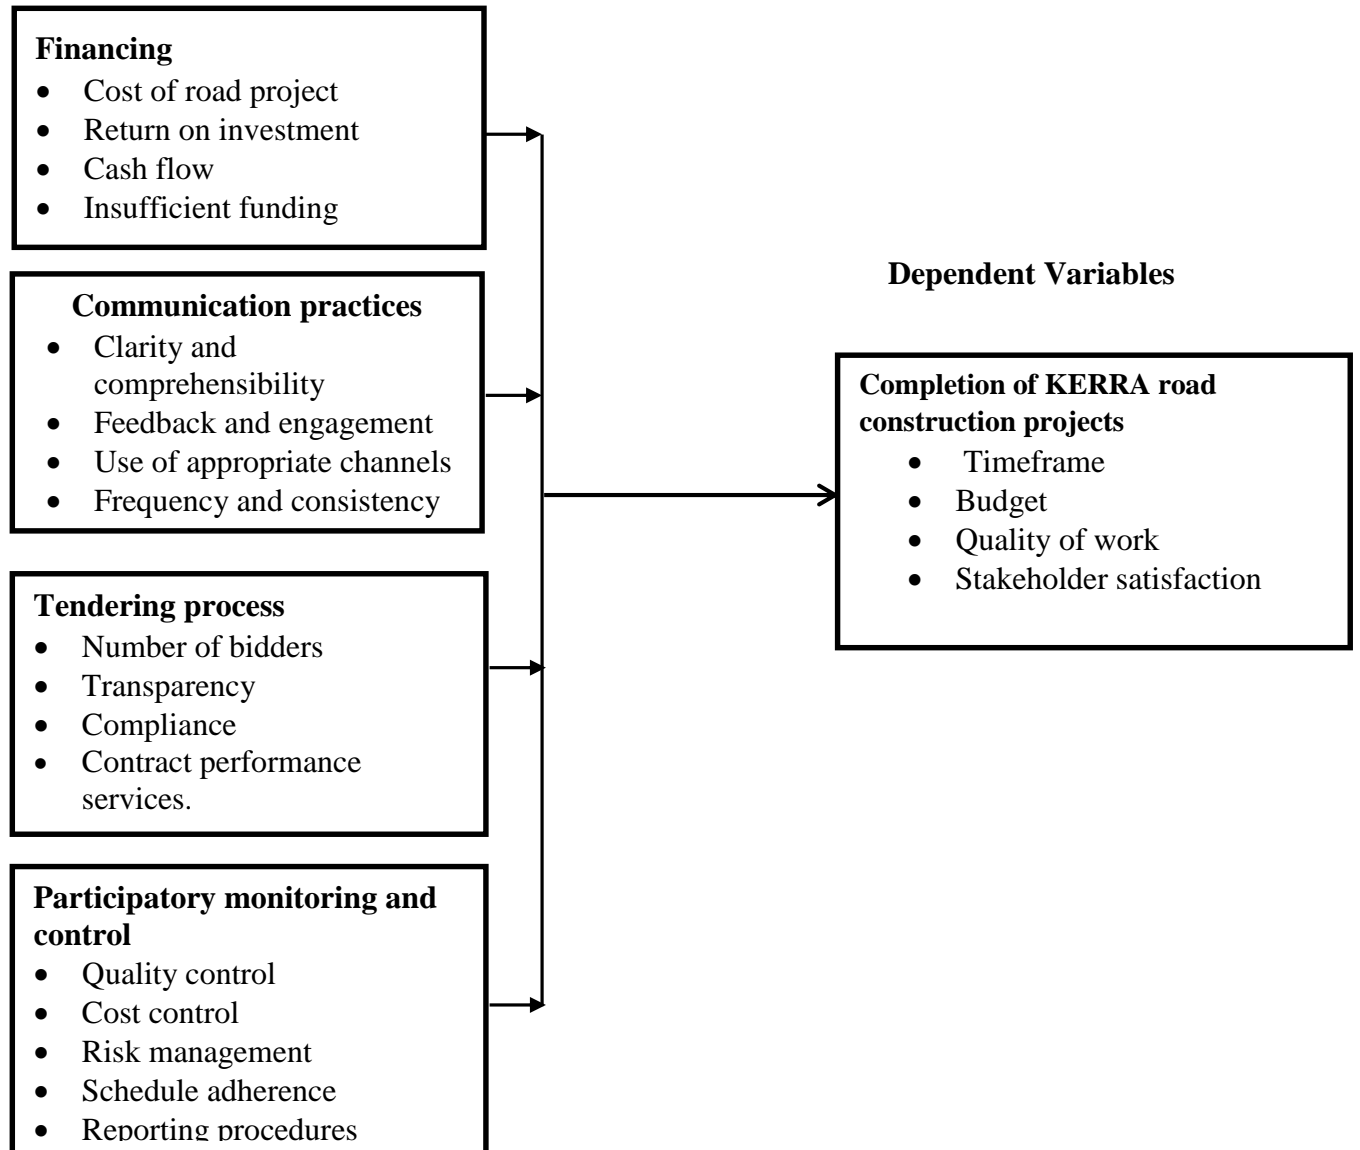 Financing
• Cost of road project
• Return on investment
• Cash flow
• Insufficient funding
Communication practices
• Clarity and
comprehensibility
• Feedback and engagement
• Use of appropriate channels
• Frequency and consistency
Tendering process
• Number of bidders
• Transparency
• Compliance
• Contract performance
services.
Participatory monitoring and
control
• Quality control
• Cost control
• Risk management
• Schedule adherence
• Reporting procedures
Dependent Variables
Completion of KERRA road
construction projects
• Timeframe
• Budget
• Quality of work
• Stakeholder satisfaction